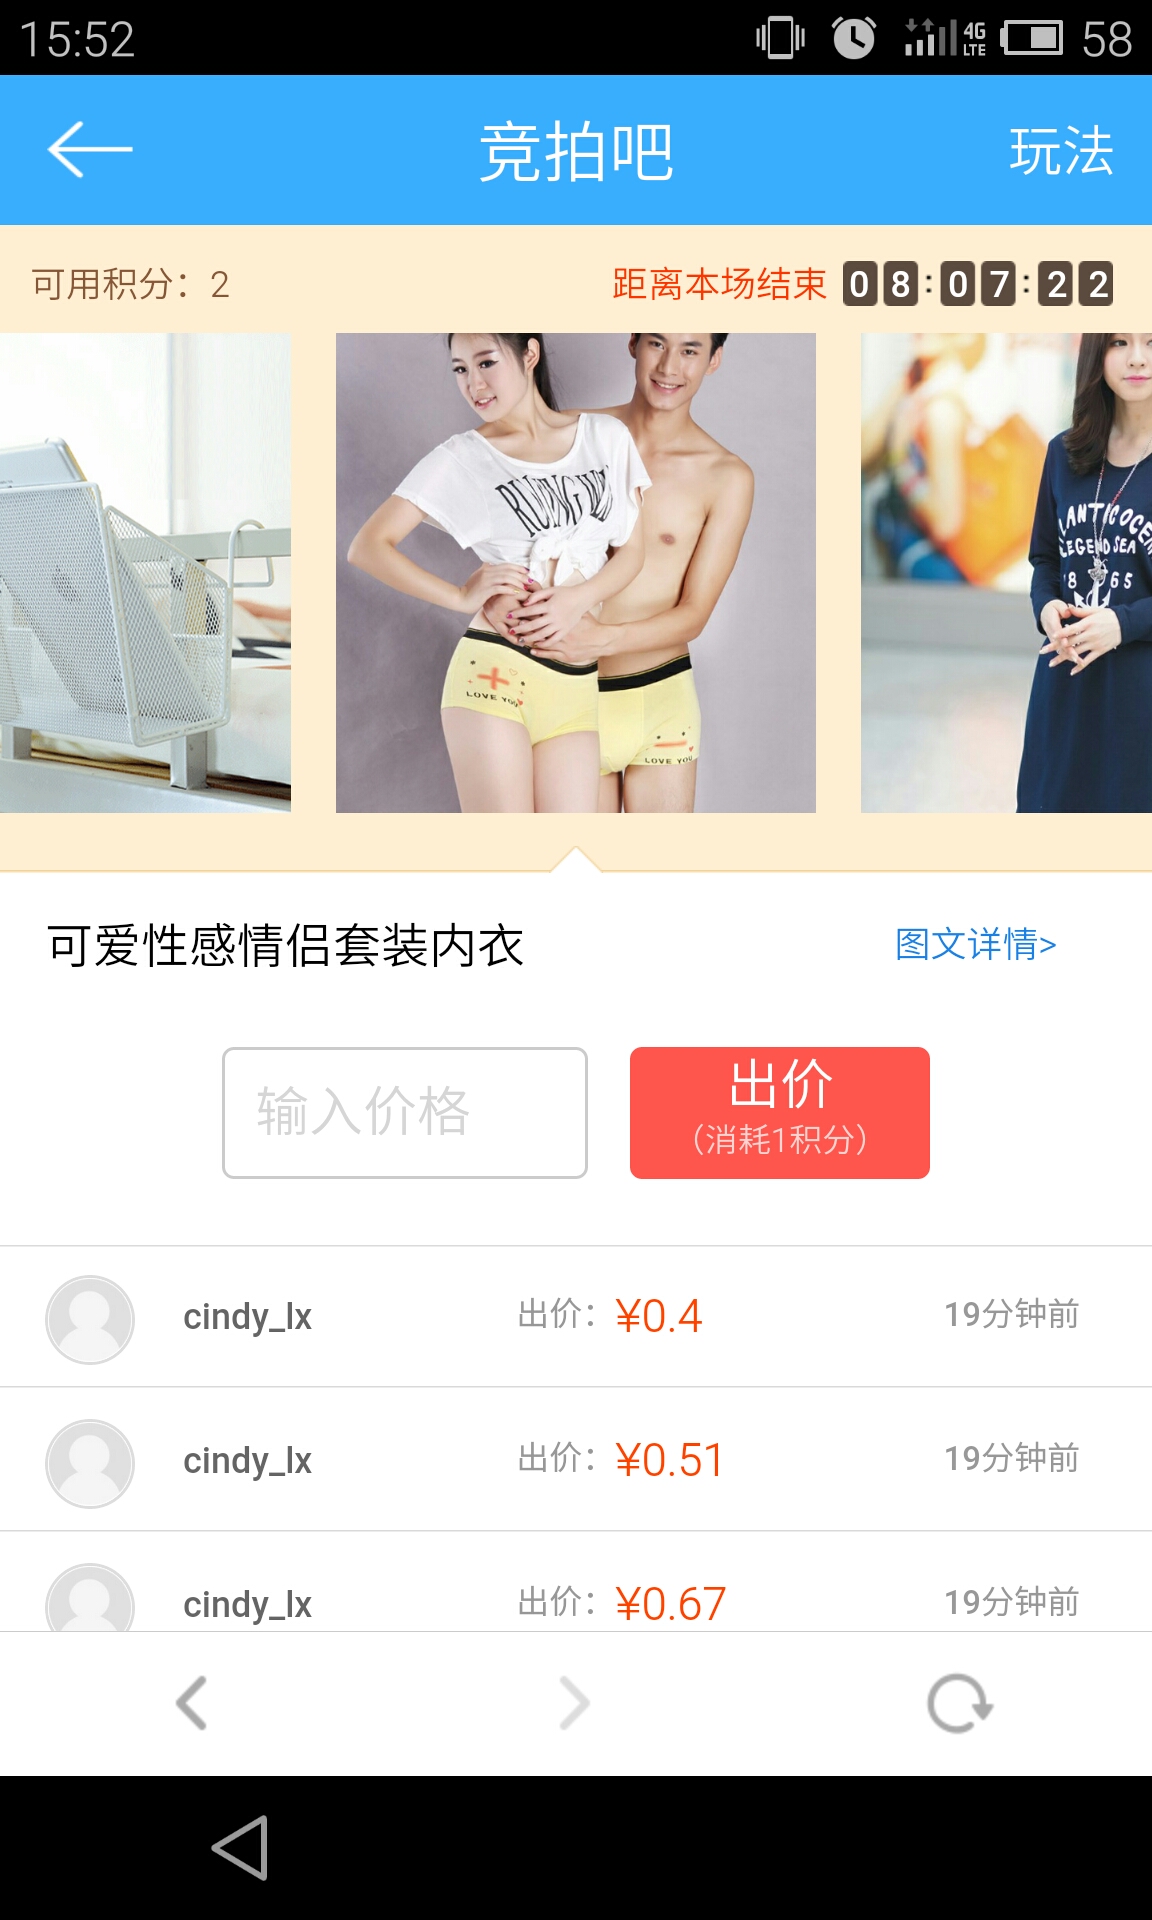 15:52
4G
LTE
58
竞拍吧
玩法
可用积分：2
距离本场结束 08:07:22
LOVE YOU
LOVE YOU
LEGEND SEA
18 65
可爱性感情侣套装内衣
图文详情>
输入价格
出价
（消耗1积分）
cindy_lx 出价：¥0.4 19分钟前
cindy_lx 出价：¥0.51 19分钟前
cindy_lx 出价：¥0.67 19分钟前